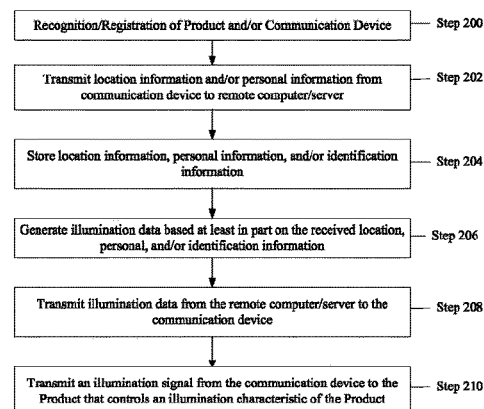 Recognition/Registration of Product and/or Communication Device
Step 200
Transmit location information and/or personal information from
communication device to remote computer/server
Step 202
Store location information, personal information, and/or identification
information
Step 204
Generate illumination data based at least in part on the received location,
personal, and/or identification information
Step 206
Transmit illumination data from the remote computer/server to the
communication device
Step 208
Transmit an illumination signal from the communication device to the
Product that controls an illumination characteristic of the Product
Step 210